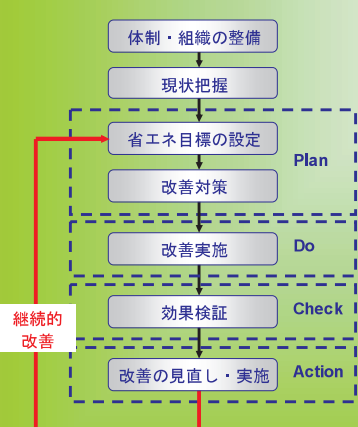 体制・組織の整備
現状把握
省エネ目標の設定
Plan
改善対策
改善実施
Do
効果検証
Check
継続的
改善
改善の見直し・実施
Action